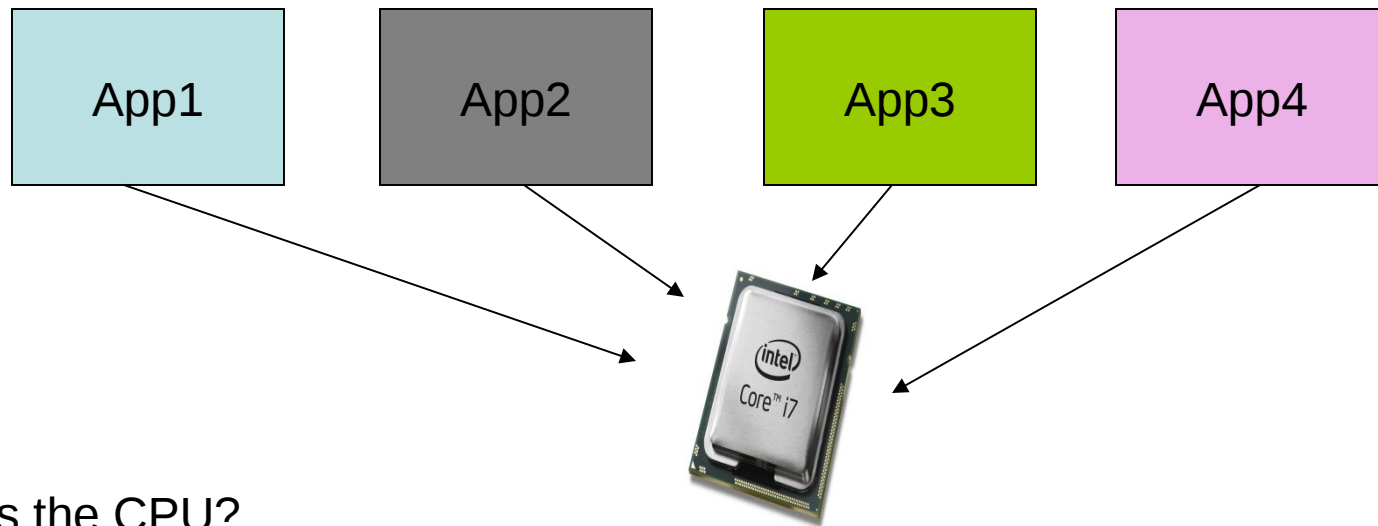 App1
App2
App3
App4
intel
Core™ i7
s the CPU?